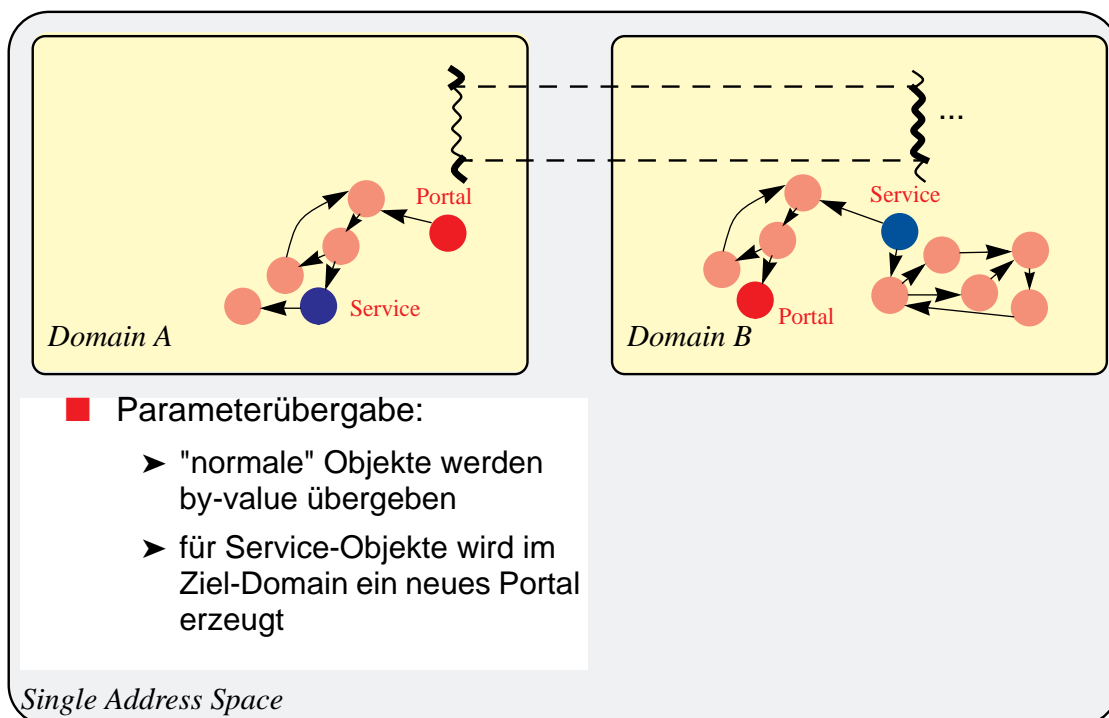 ...
Portal
Service
Service
Portal
Domain A
Domain B
Parameterübergabe:
"normale" Objekte werden
by-value übergeben
für Service-Objekte wird im
Ziel-Domain ein neues Portal
erzeugt
Single Address Space